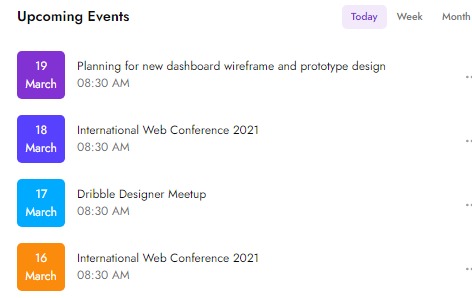 Upcoming Events
Today Week Month
19 March
Planning for new dashboard wireframe and prototype design
08:30 AM
18 March
International Web Conference 2021
08:30 AM
17 March
Dribble Designer Meetup
08:30 AM
16 March
International Web Conference 2021
08:30 AM